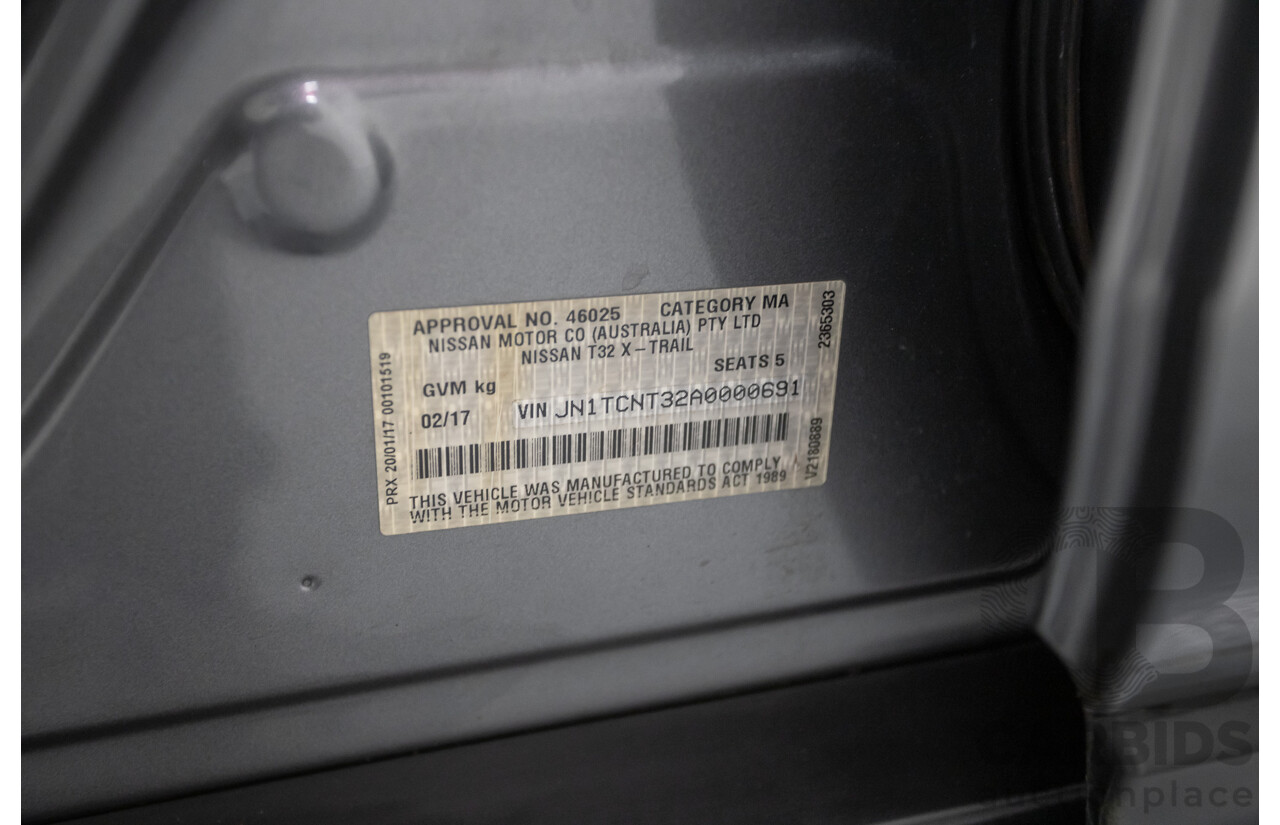 APPROVAL NO. 46025 CATEGORY MA
NISSAN MOTOR CO (AUSTRALIA) PTY LTD
NISSAN T32 X-TRAIL
SEATS 5
GVM kg
02/17 VIN JN1TCNT32A0000691
THIS VEHICLE WAS MANUFACTURED TO COMPLY
WITH THE MOTOR VEHICLE STANDARDS ACT 1989
PRX 20/01/17 00101519
2365303
V2180889
CARBIDS
auctionplace